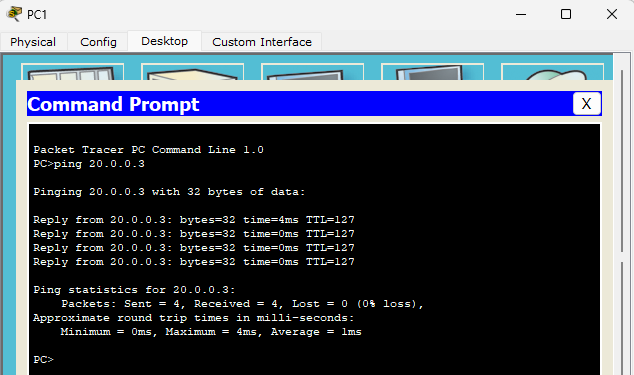 PC1
Physical Config Desktop Custom Interface
Command Prompt X
Packet Tracer PC Command Line 1.0
PC>ping 20.0.0.3
Pinging 20.0.0.3 with 32 bytes of data:
Reply from 20.0.0.3: bytes=32 time=4ms TTL=127
Reply from 20.0.0.3: bytes=32 time=0ms TTL=127
Reply from 20.0.0.3: bytes=32 time=0ms TTL=127
Reply from 20.0.0.3: bytes=32 time=0ms TTL=127
Ping statistics for 20.0.0.3:
Packets: Sent = 4, Received = 4, Lost = 0 (0% loss),
Approximate round trip times in milli-seconds:
Minimum = 0ms, Maximum = 4ms, Average = 1ms
PC>